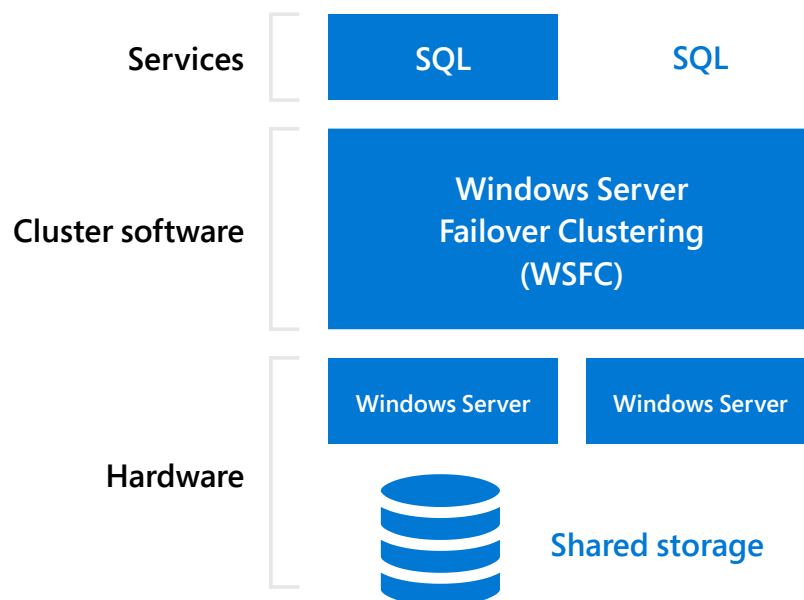 Services
SQL
SQL
Cluster software
Windows Server
Failover Clustering
(WSFC)
Hardware
Windows Server
Windows Server
Shared storage